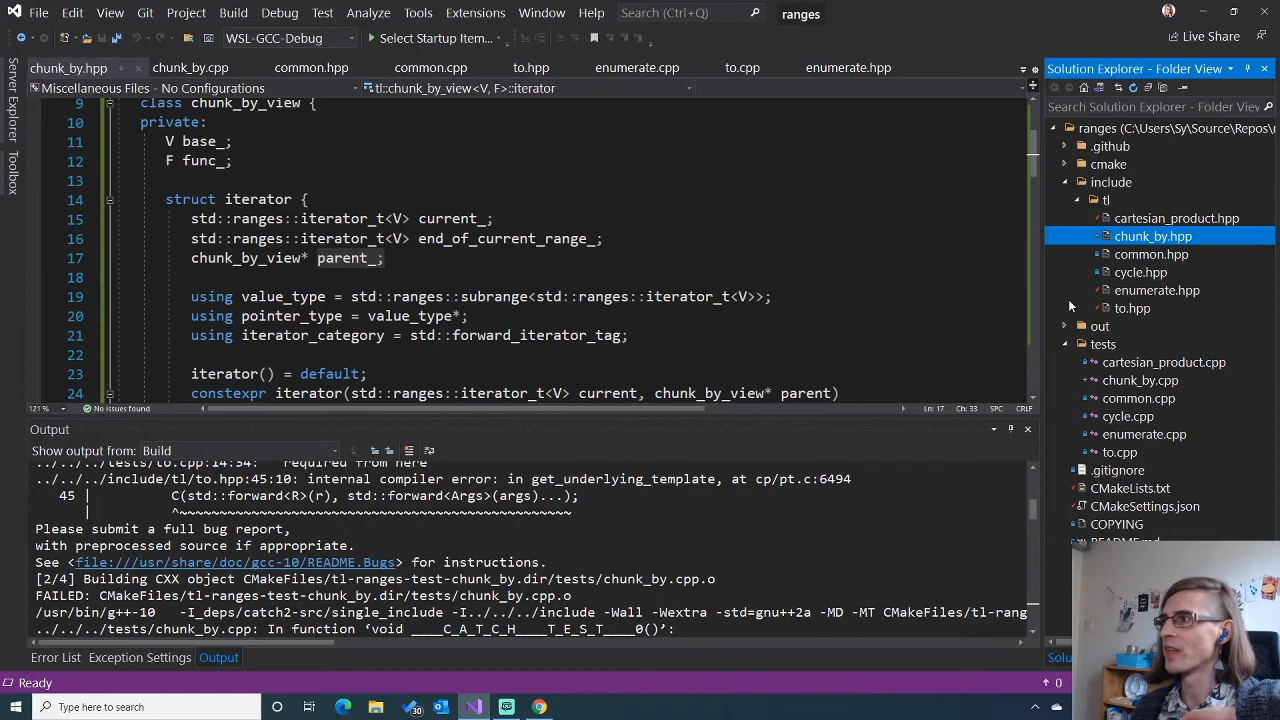 File Edit View Git Project Build Debug Test Analyze Tools Extensions Window Help Search (Ctrl+Q) ranges
WSL-GCC-Debug Select Startup Item... Live Share
Server Explorer
Toolbox
chunk_by.hpp chunk_by.cpp common.hpp common.cpp to.hpp enumerate.cpp to.cpp enumerate.hpp
Miscellaneous Files - No Configurations tl::chunk_by_view<V, F>::iterator
9 class chunk_by_view {
10 private:
11 V base_;
12 F func_;
13
14 struct iterator {
15 std::ranges::iterator_t<V> current_;
16 std::ranges::iterator_t<V> end_of_current_range_;
17 chunk_by_view* parent_;
18
19 using value_type = std::ranges::subrange<std::ranges::iterator_t<V>>;
20 using pointer_type = value_type*;
21 using iterator_category = std::forward_iterator_tag;
22
23 iterator() = default;
24 constexpr iterator(std::ranges::iterator_t<V> current, chunk_by_view* parent)
121 % No issues found Ln: 17 Ch: 33 SPC CRLF
Output
Show output from: Build
../../../tests/to.cpp:14:54: required from here
../../../include/tl/to.hpp:45:10: internal compiler error: in get_underlying_template, at cp/pt.c:6494
45 | C(std::forward<R>(r), std::forward<Args>(args)...);
| ^~~~~~~~~~~~~~~~~~~~~~~~~~~~~~~~~~~~~~~~~~~~~~~~~~
Please submit a full bug report,
with preprocessed source if appropriate.
See <file:///usr/share/doc/gcc-10/README.Bugs> for instructions.
[2/4] Building CXX object CMakeFiles/tl-ranges-test-chunk_by.dir/tests/chunk_by.cpp.o
FAILED: CMakeFiles/tl-ranges-test-chunk_by.dir/tests/chunk_by.cpp.o
/usr/bin/g++-10 -I_deps/catch2-src/single_include -I../../../include -Wall -Wextra -std=gnu++2a -MD -MT CMakeFiles/tl-rang
../../../tests/chunk_by.cpp: In function ‘void ____C_A_T_C_H____T_E_S_T____0()’:
Error List Exception Settings Output
Ready 0
Solution Explorer - Folder View
Search Solution Explorer - Folder View
ranges (C:\Users\Sy\Source\Repos\r
.github
cmake
include
tl
cartesian_product.hpp
chunk_by.hpp
common.hpp
cycle.hpp
enumerate.hpp
to.hpp
out
tests
cartesian_product.cpp
chunk_by.cpp
common.cpp
cycle.cpp
enumerate.cpp
to.cpp
.gitignore
CMakeLists.txt
CMakeSettings.json
COPYING
Type here to search 30